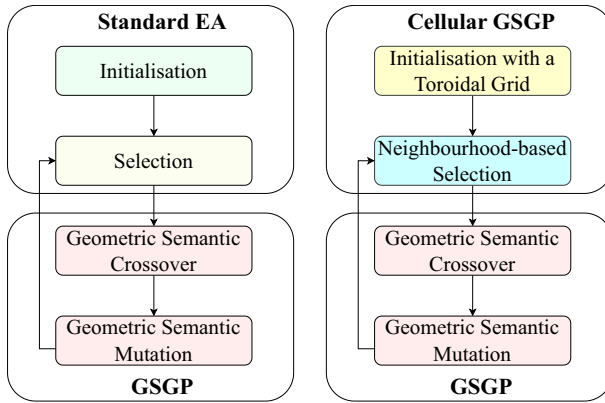 Standard EA
Initialisation
Selection
Geometric Semantic
Crossover
Geometric Semantic
Mutation
GSGP
Cellular GSGP
Initialisation with a
Toroidal Grid
Neighbourhood-based
Selection
Geometric Semantic
Crossover
Geometric Semantic
Mutation
GSGP